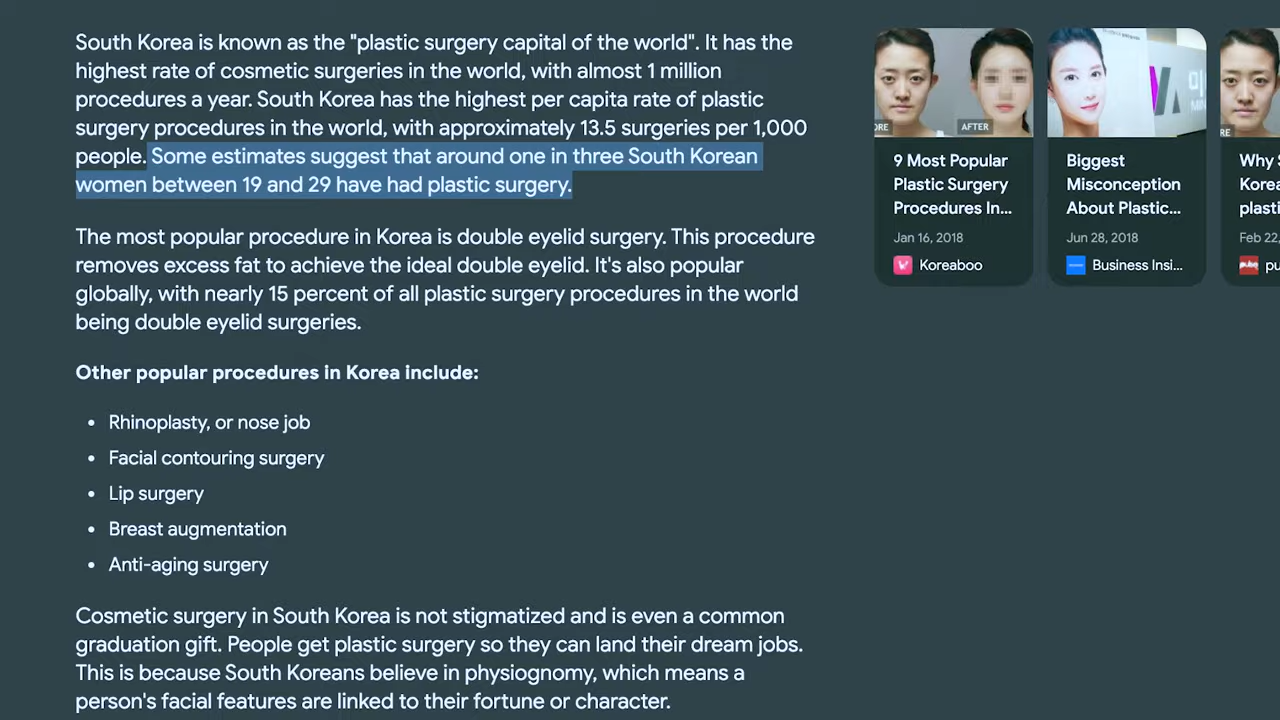 South Korea is known as the "plastic surgery capital of the world". It has the
highest rate of cosmetic surgeries in the world, with almost 1 million
procedures a year. South Korea has the highest per capita rate of plastic
surgery procedures in the world, with approximately 13.5 surgeries per 1,000
people. Some estimates suggest that around one in three South Korean
women between 19 and 29 have had plastic surgery.
The most popular procedure in Korea is double eyelid surgery. This procedure
removes excess fat to achieve the ideal double eyelid. It's also popular
globally, with nearly 15 percent of all plastic surgery procedures in the world
being double eyelid surgeries.
Other popular procedures in Korea include:
• Rhinoplasty, or nose job
• Facial contouring surgery
• Lip surgery
• Breast augmentation
• Anti-aging surgery
Cosmetic surgery in South Korea is not stigmatized and is even a common
graduation gift. People get plastic surgery so they can land their dream jobs.
This is because South Koreans believe in physiognomy, which means a
person's facial features are linked to their fortune or character.
ORE
AFTER
9 Most Popular
Plastic Surgery
Procedures In...
Jan 16, 2018
Koreaboo
Biggest
Misconception
About Plastic...
Jun 28, 2018
Business Insi...
RE
Why
Korea
plasti
Feb 22,
pu